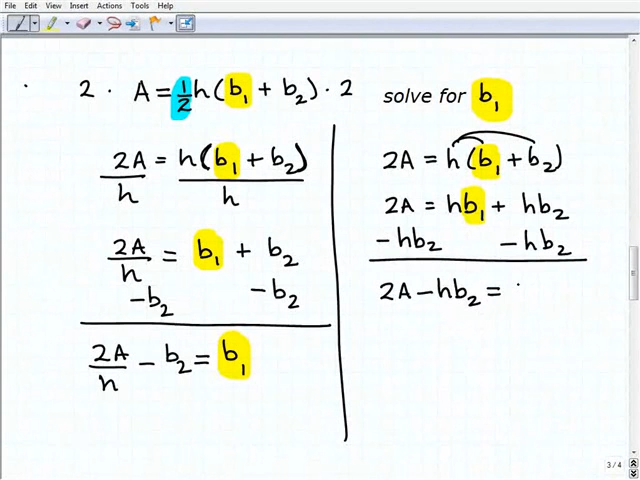 File Edit View Insert Actions Tools Help
2 · A = 1/2 h(b₁ + b₂) · 2
solve for b₁
2A/h = h(b₁ + b₂)/h
2A/h = b₁ + b₂
−b₂ −b₂
2A/h − b₂ = b₁
2A = h(b₁ + b₂)
2A = hb₁ + hb₂
−hb₂ −hb₂
2A − hb₂ =
3/4